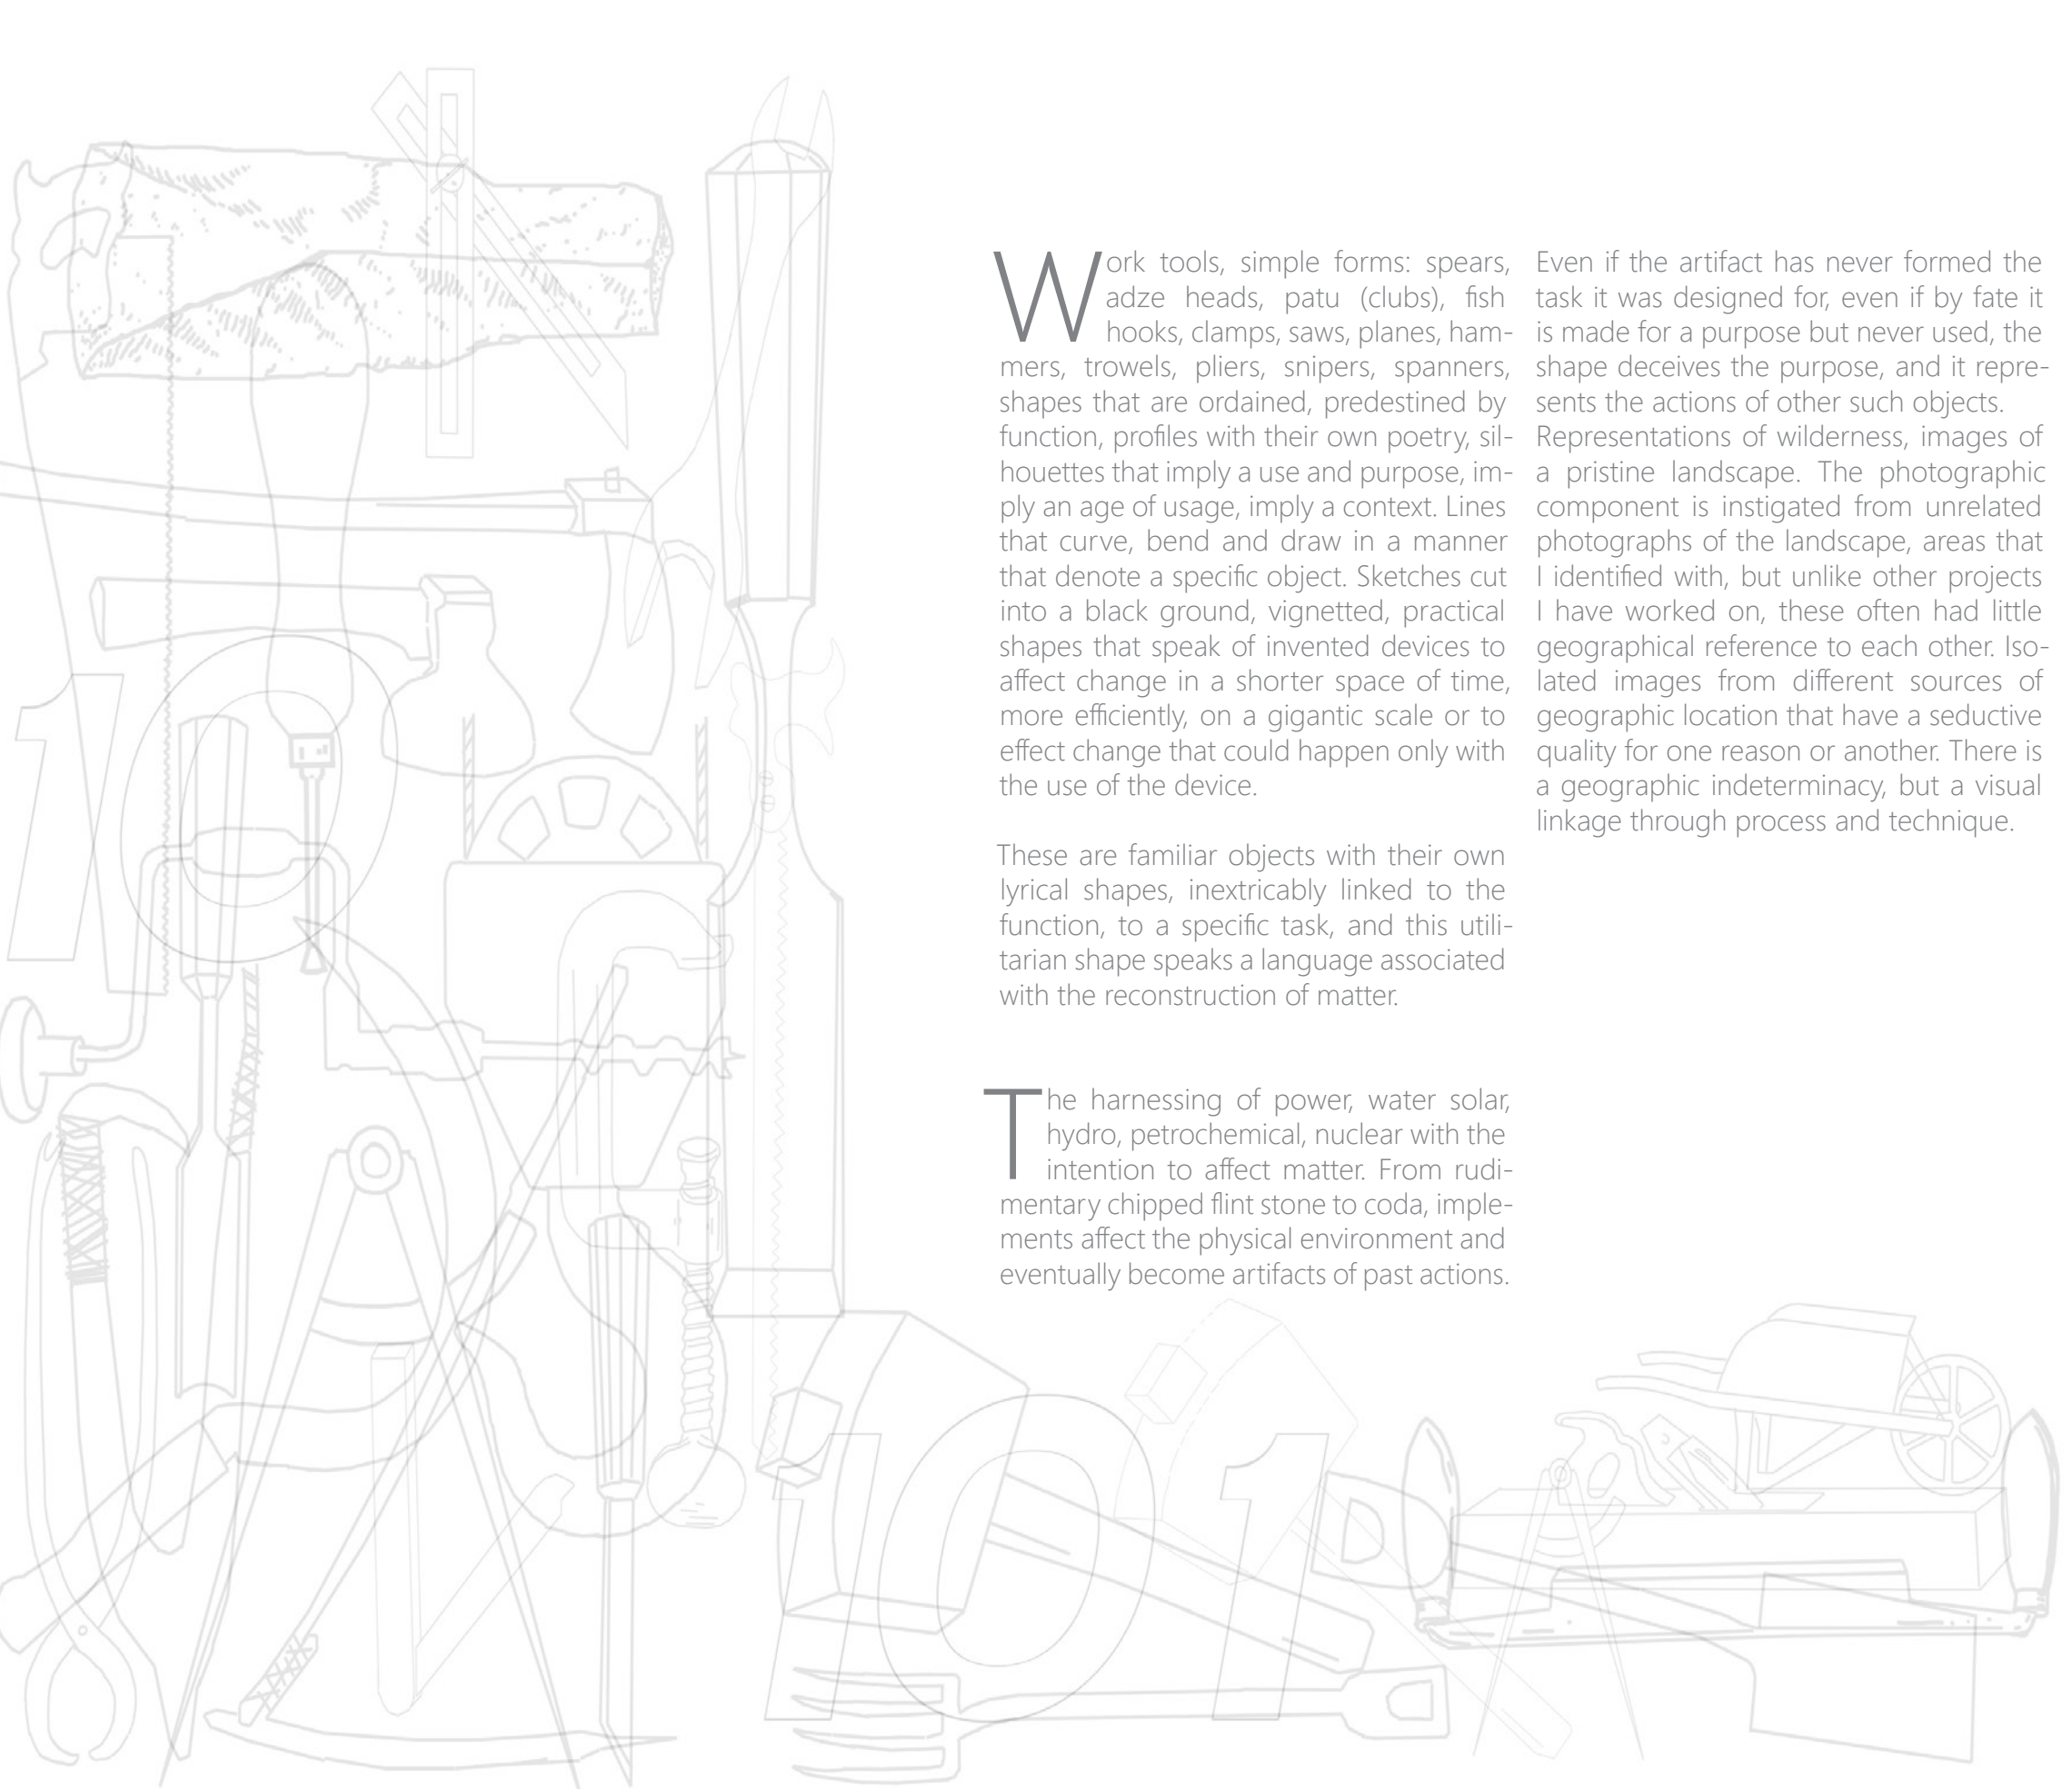 10
Work tools, simple forms: spears,
adze heads, patu (clubs), fish
hooks, clamps, saws, planes, ham-
mers, trowels, pliers, snipers, spanners,
shapes that are ordained, predestined by
function, profiles with their own poetry, sil-
houettes that imply a use and purpose, im-
ply an age of usage, imply a context. Lines
that curve, bend and draw in a manner
that denote a specific object. Sketches cut
into a black ground, vignetted, practical
shapes that speak of invented devices to
affect change in a shorter space of time,
more efficiently, on a gigantic scale or to
effect change that could happen only with
the use of the device.
These are familiar objects with their own
lyrical shapes, inextricably linked to the
function, to a specific task, and this utili-
tarian shape speaks a language associated
with the reconstruction of matter.
The harnessing of power, water solar,
hydro, petrochemical, nuclear with the
intention to affect matter. From rudi-
mentary chipped flint stone to coda, imple-
ments affect the physical environment and
eventually become artifacts of past actions.
Even if the artifact has never formed the
task it was designed for, even if by fate it
is made for a purpose but never used, the
shape deceives the purpose, and it repre-
sents the actions of other such objects.
Representations of wilderness, images of
a pristine landscape. The photographic
component is instigated from unrelated
photographs of the landscape, areas that
I identified with, but unlike other projects
I have worked on, these often had little
geographical reference to each other. Iso-
lated images from different sources of
geographic location that have a seductive
quality for one reason or another. There is
a geographic indeterminacy, but a visual
linkage through process and technique.
101